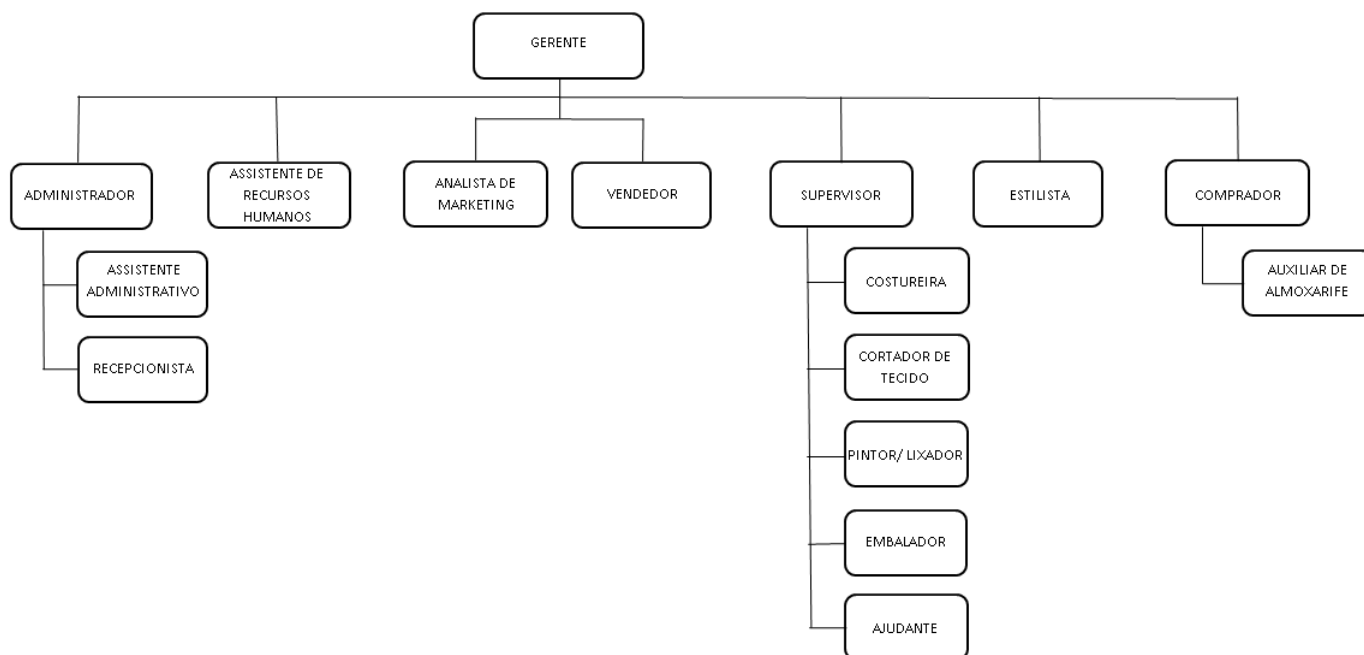 GERENTE
ADMINISTRADOR
ASSISTENTE DE
RECURSOS
HUMANOS
ANALISTA DE
MARKETING
VENDEDOR
SUPERVISOR
ESTILISTA
COMPRADOR
ASSISTENTE
ADMINISTRATIVO
RECEPCIONISTA
COSTUREIRA
CORTADOR DE
TECIDO
PINTOR/ LIXADOR
EMBALADOR
AJUDANTE
AUXILIAR DE
ALMOXARIFE